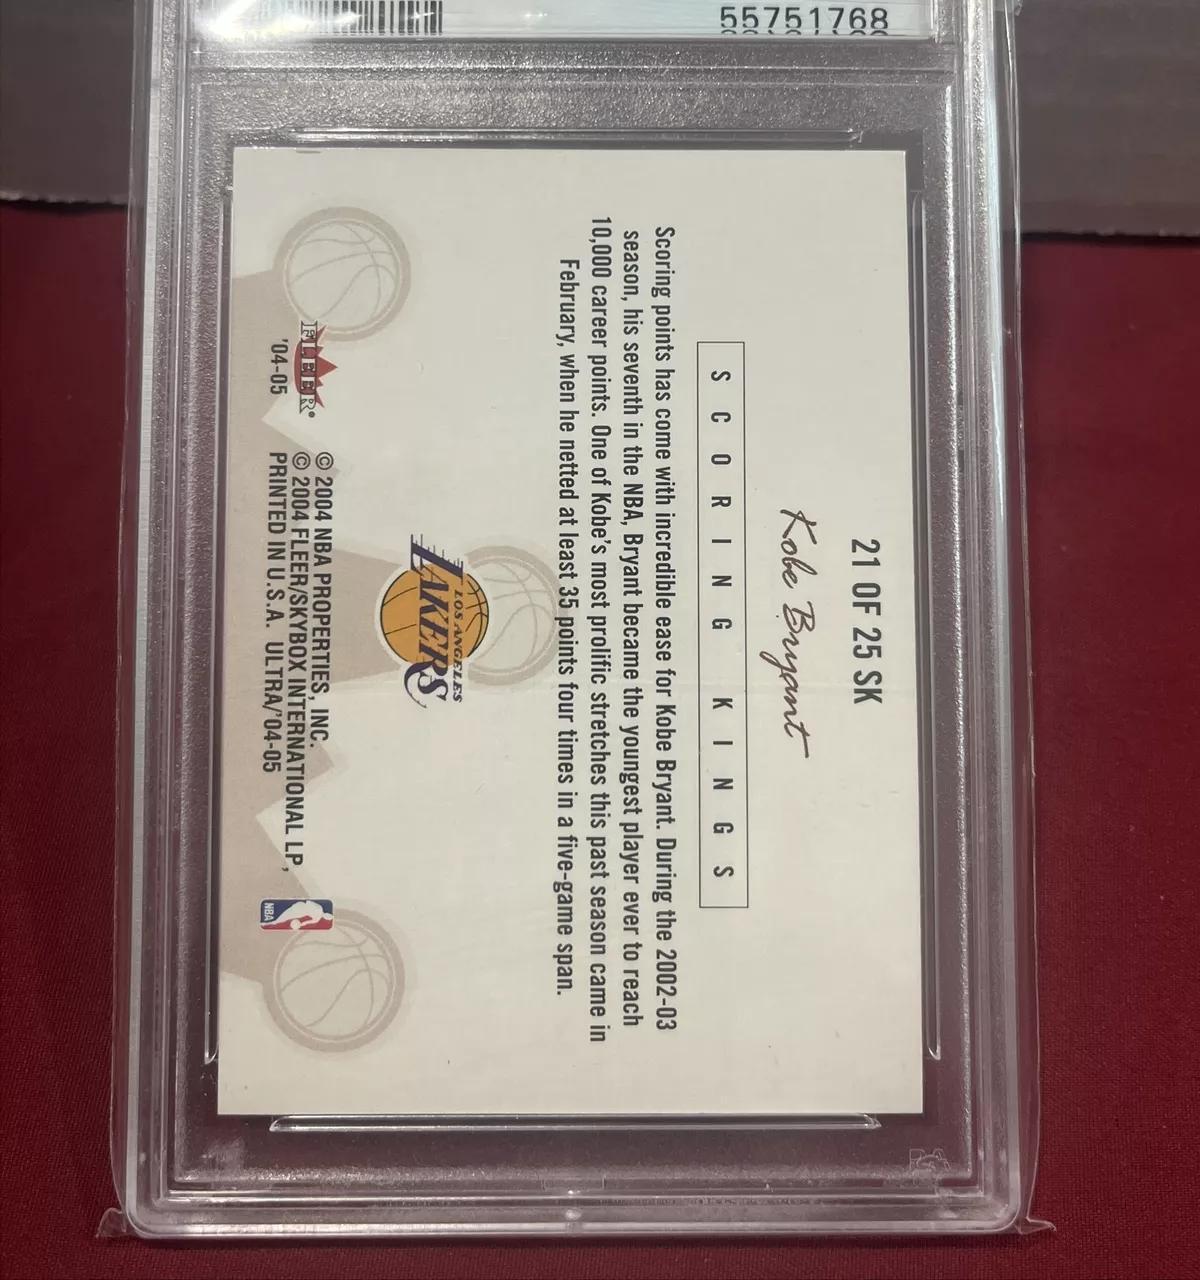 55751768
21 OF 25 SK
Kobe Bryant
SCORING KINGS
Scoring points has come with incredible ease for Kobe Bryant. During the 2002-03
season, his seventh in the NBA, Bryant became the youngest player ever to reach
10,000 career points. One of Kobe's most prolific stretches this past season came in
February, when he netted at least 35 points four times in a five-game span.
LOS ANGELES
LAKERS
FLEER®
'04-05
© 2004 NBA PROPERTIES, INC.
© 2004 FLEER/SKYBOX INTERNATIONAL LP,
PRINTED IN U.S.A. ULTRA/'04-05
NBA
PSA